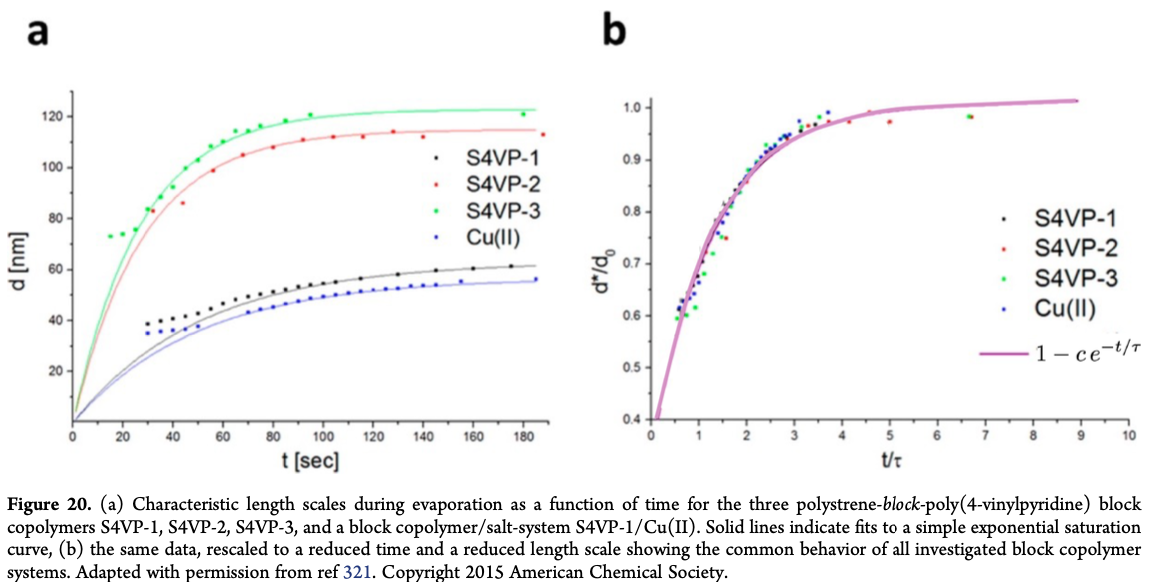 a
b
120
100
80
60
40
20
0
20
40
60
80
100
120
140
160
180
d [nm]
t [sec]
S4VP-1
S4VP-2
S4VP-3
Cu(II)
1.0
0.9
0.8
0.7
0.6
0.5
0.4
0
1
2
3
4
5
6
7
8
9
10
d*/d₀
t/τ
S4VP-1
S4VP-2
S4VP-3
Cu(II)
1 − c e^{−t/τ}
Figure 20. (a) Characteristic length scales during evaporation as a function of time for the three polystrene-block-poly(4-vinylpyridine) block
copolymers S4VP-1, S4VP-2, S4VP-3, and a block copolymer/salt-system S4VP-1/Cu(II). Solid lines indicate fits to a simple exponential saturation
curve, (b) the same data, rescaled to a reduced time and a reduced length scale showing the common behavior of all investigated block copolymer
systems. Adapted with permission from ref 321. Copyright 2015 American Chemical Society.